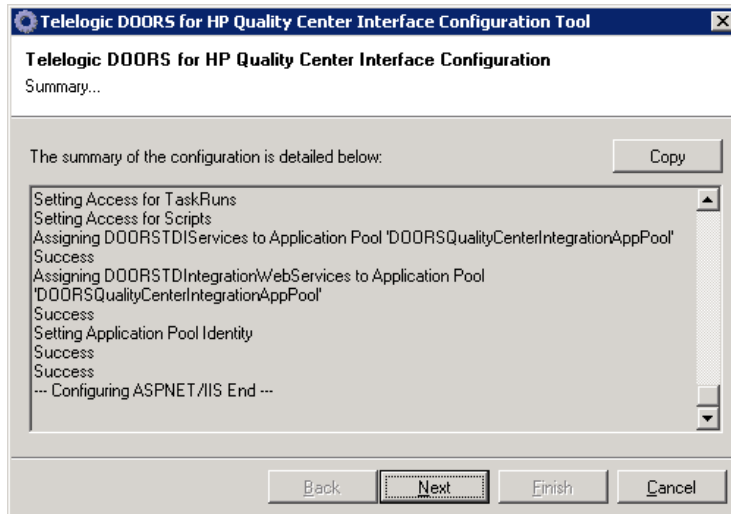 Telelogic DOORS for HP Quality Center Interface Configuration Tool
Telelogic DOORS for HP Quality Center Interface Configuration
Summary...
The summary of the configuration is detailed below:
Copy
Setting Access for TaskRuns
Setting Access for Scripts
Assigning DOORSTDIServices to Application Pool 'DOORSQualityCenterIntegrationAppPool'
Success
Assigning DOORSTDIntegrationWebServices to Application Pool
'DOORSQualityCenterIntegrationAppPool'
Success
Setting Application Pool Identity
Success
Success
--- Configuring ASPNET/IIS End ---
Back Next Finish Cancel